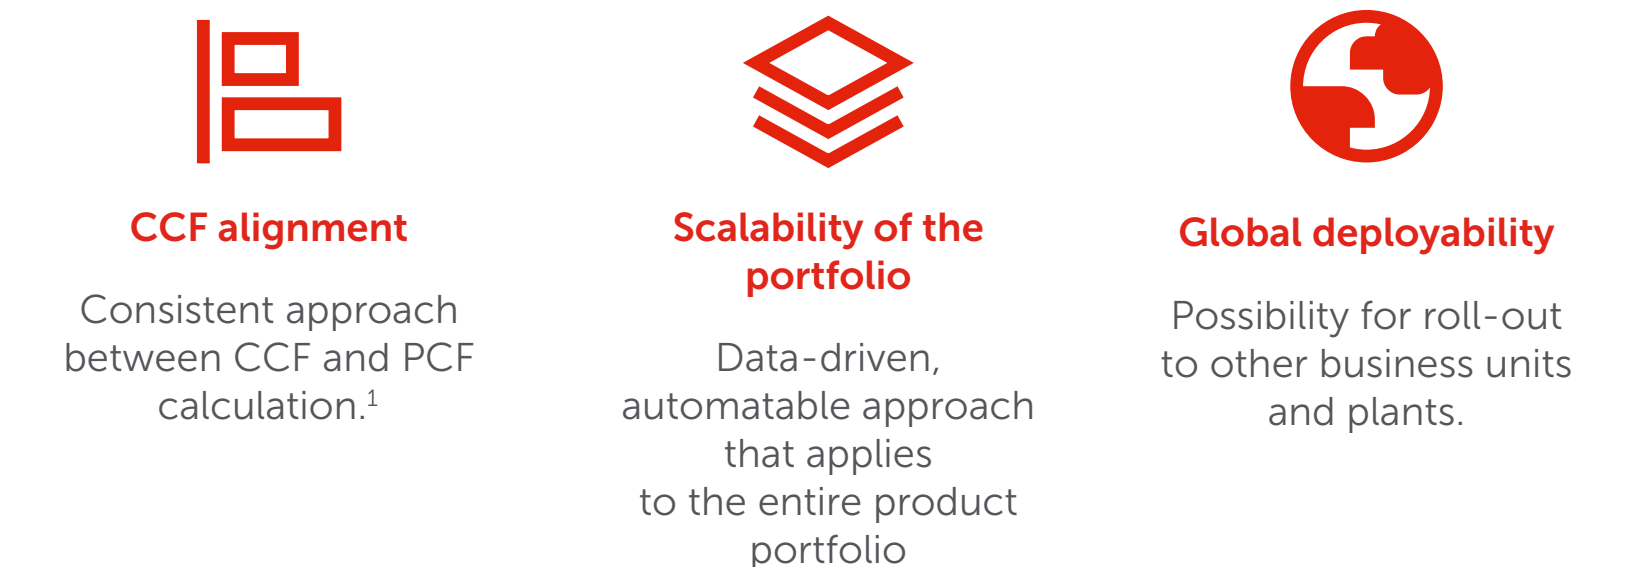 CCF alignment
Consistent approach
between CCF and PCF
calculation.¹
Scalability of the
portfolio
Data-driven,
automatable approach
that applies
to the entire product
portfolio
Global deployability
Possibility for roll-out
to other business units
and plants.